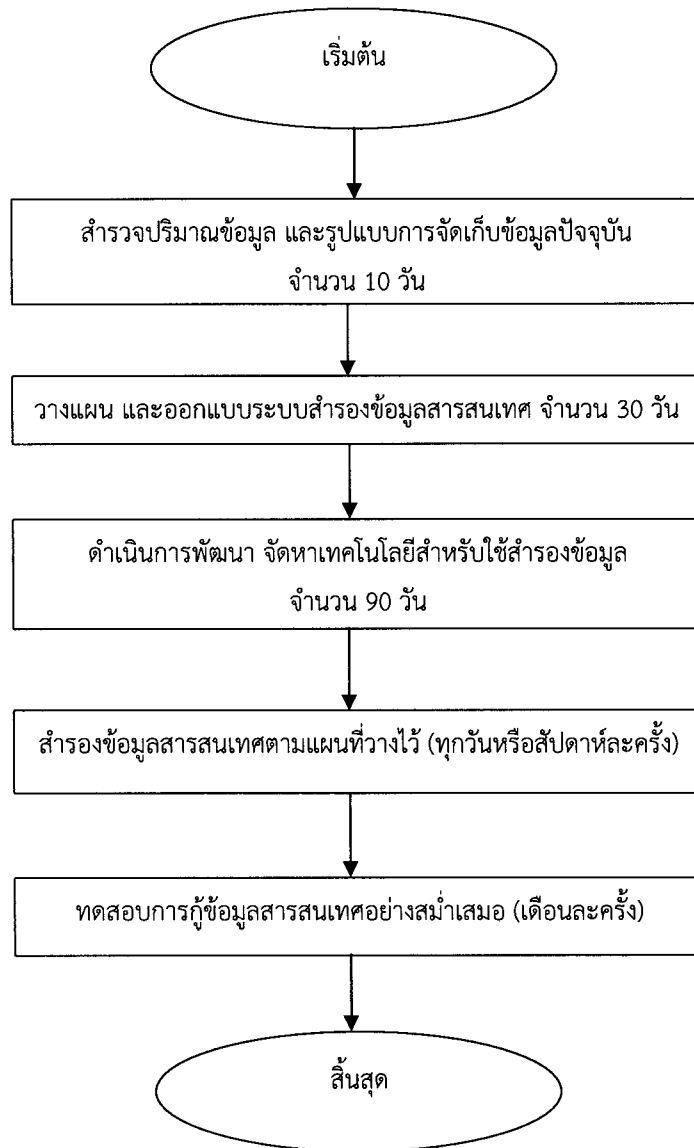 เริ่มต้น
สำรวจปริมาณข้อมูล และรูปแบบการจัดเก็บข้อมูลปัจจุบัน
จำนวน 10 วัน
วางแผน และออกแบบระบบสำรองข้อมูลสารสนเทศ จำนวน 30 วัน
ดำเนินการพัฒนา จัดหาเทคโนโลยีสำหรับใช้สำรองข้อมูล
จำนวน 90 วัน
สำรองข้อมูลสารสนเทศตามแผนที่วางไว้ (ทุกวันหรือสัปดาห์ละครั้ง)
ทดสอบการกู้ข้อมูลสารสนเทศอย่างสม่ำเสมอ (เดือนละครั้ง)
สิ้นสุด